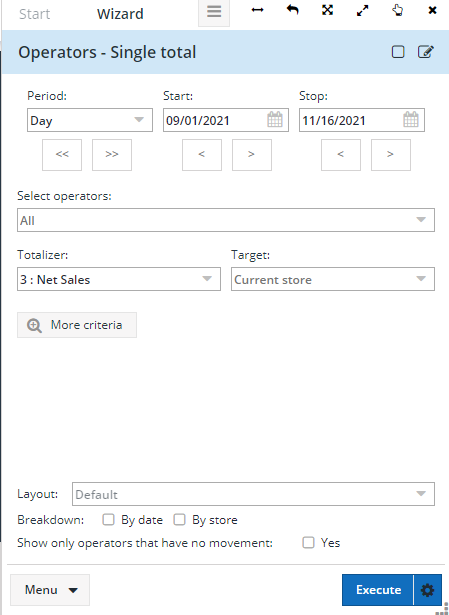 Start Wizard
Operators - Single total
Period: Start: Stop:
Day 09/01/2021 11/16/2021
<< >> < > < >
Select operators:
All
Totalizer: Target:
3 : Net Sales Current store
More criteria
Layout: Default
Breakdown: By date By store
Show only operators that have no movement: Yes
Menu Execute